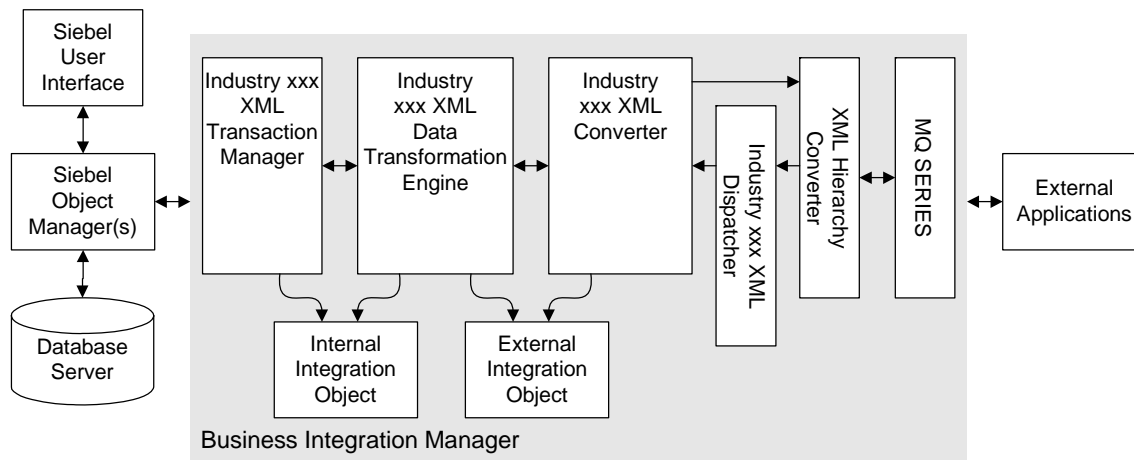 Siebel
User
Interface
Siebel
Object
Manager(s)
Database
Server
Industry xxx
XML
Transaction
Manager
Industry
xxx XML
Data
Transformation
Engine
Industry
xxx XML
Converter
Industry xxx XML
Dispatcher
XML Hierarchy
Converter
MQ SERIES
External
Applications
Internal
Integration
Object
External
Integration
Object
Business Integration Manager